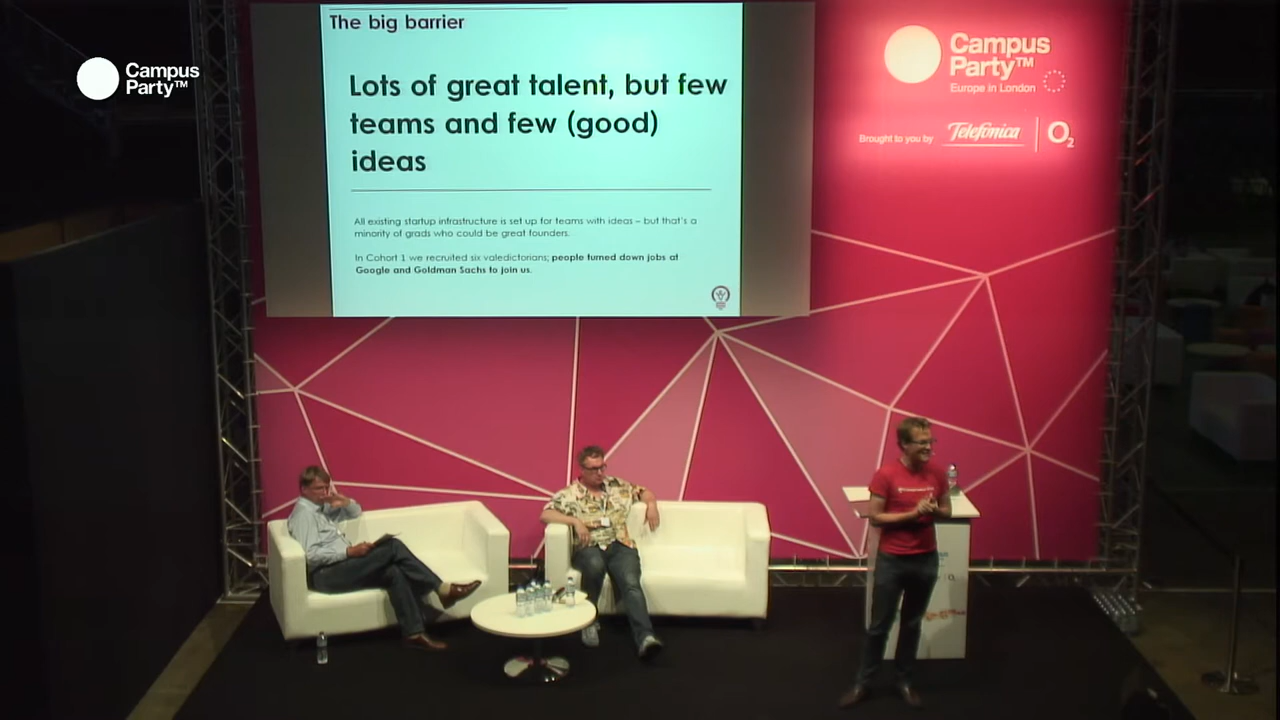 The big barrier
Lots of great talent, but few
teams and few (good)
ideas
All existing startup infrastructure is set up for teams with ideas – but that's a
minority of grads who could be great founders.
In Cohort 1 we recruited six valedictorians; people turned down jobs at
Google and Goldman Sachs to join us.
Campus
Party™
Campus
Party™
Europe in London
Brought to you by Telefónica O2